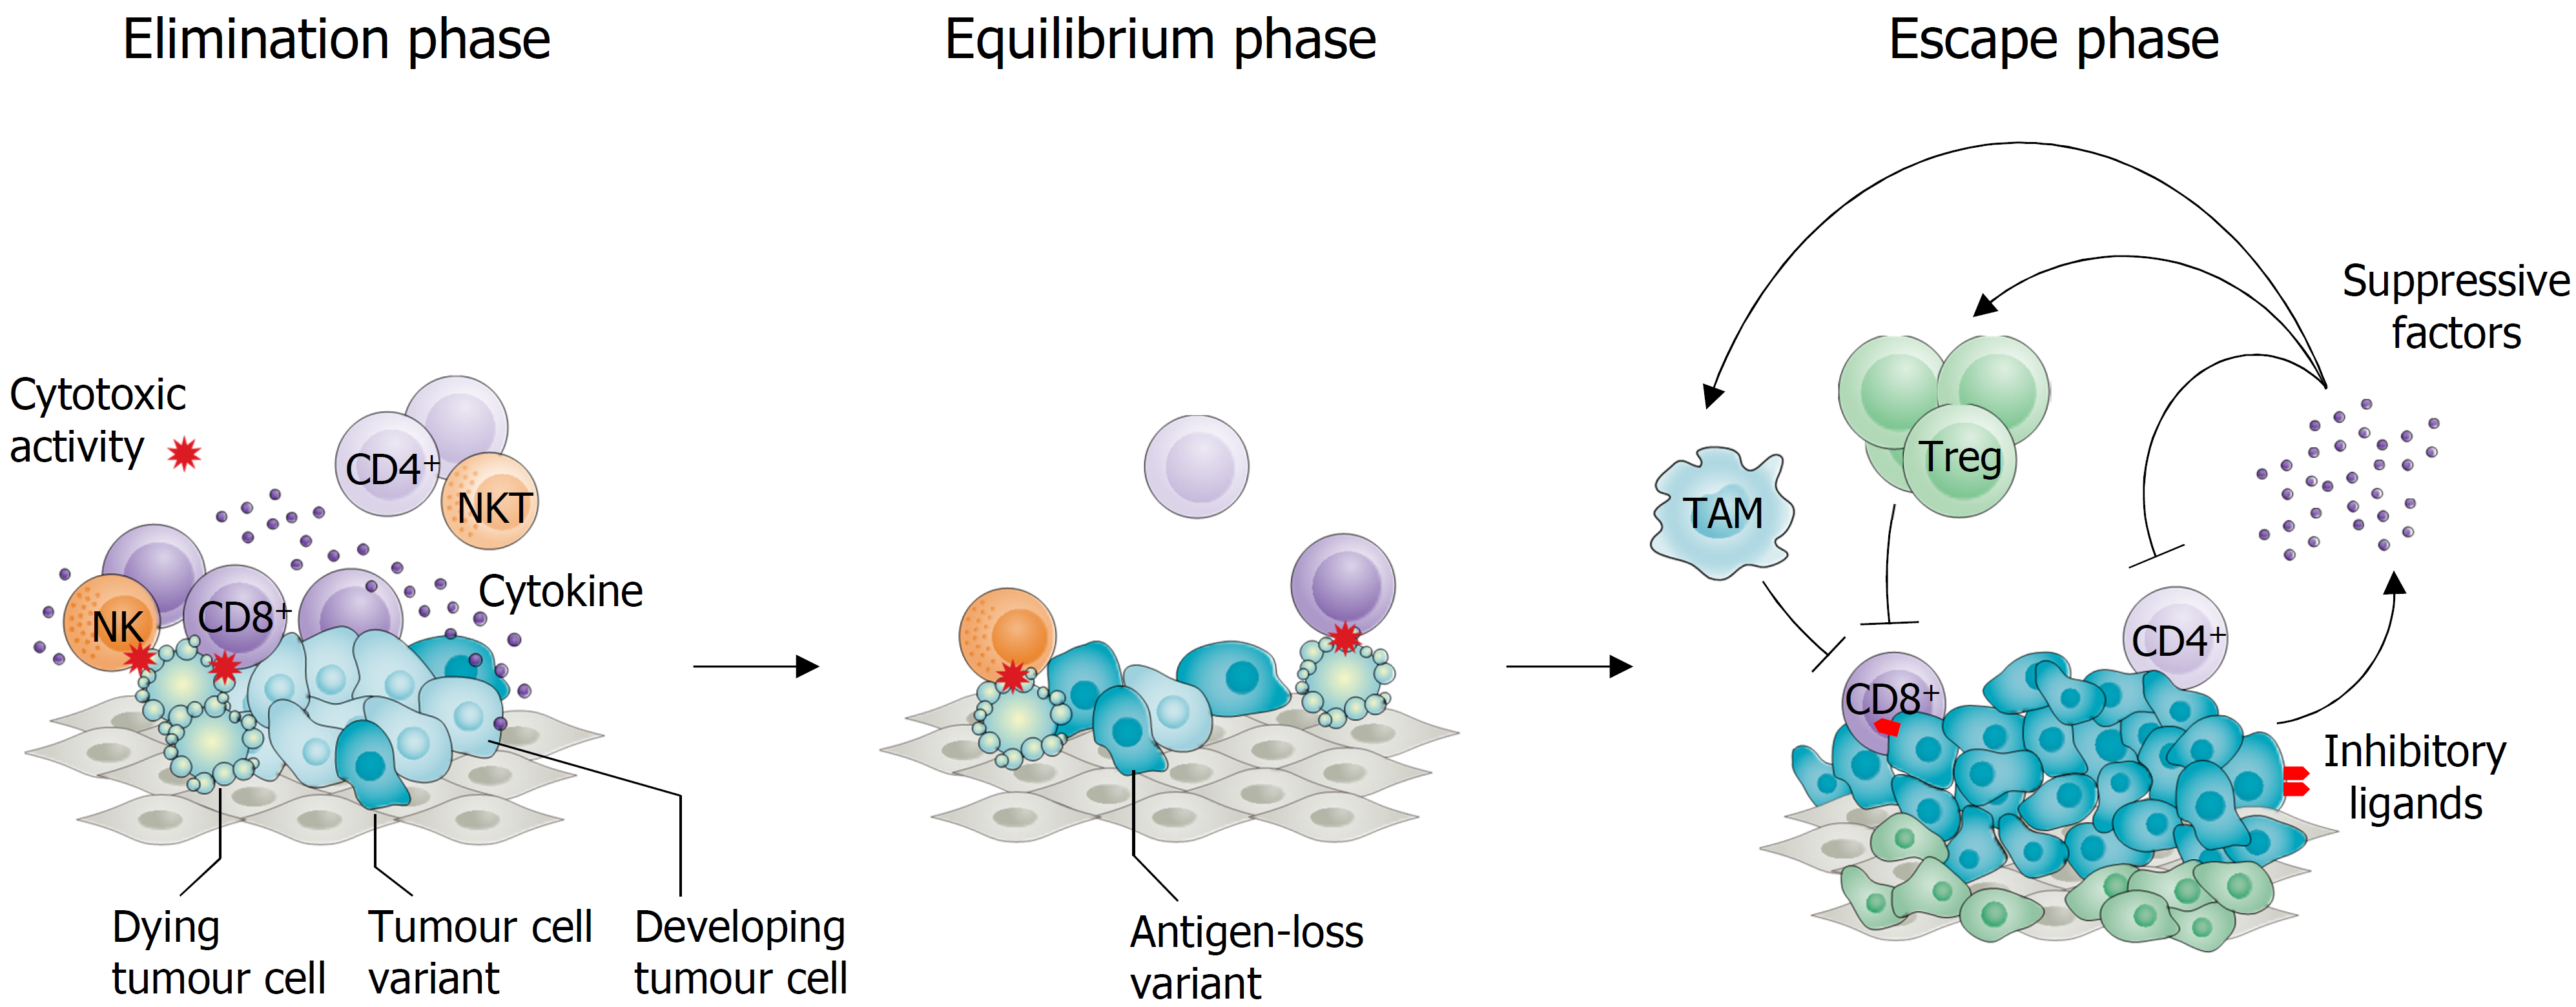 Elimination phase
Equilibrium phase
Escape phase
Cytotoxic
activity
CD4+
NKT
NK
CD8+
Cytokine
Dying
tumour cell
Tumour cell
variant
Developing
tumour cell
Antigen-loss
variant
Suppressive
factors
Treg
TAM
CD4+
CD8+
Inhibitory
ligands